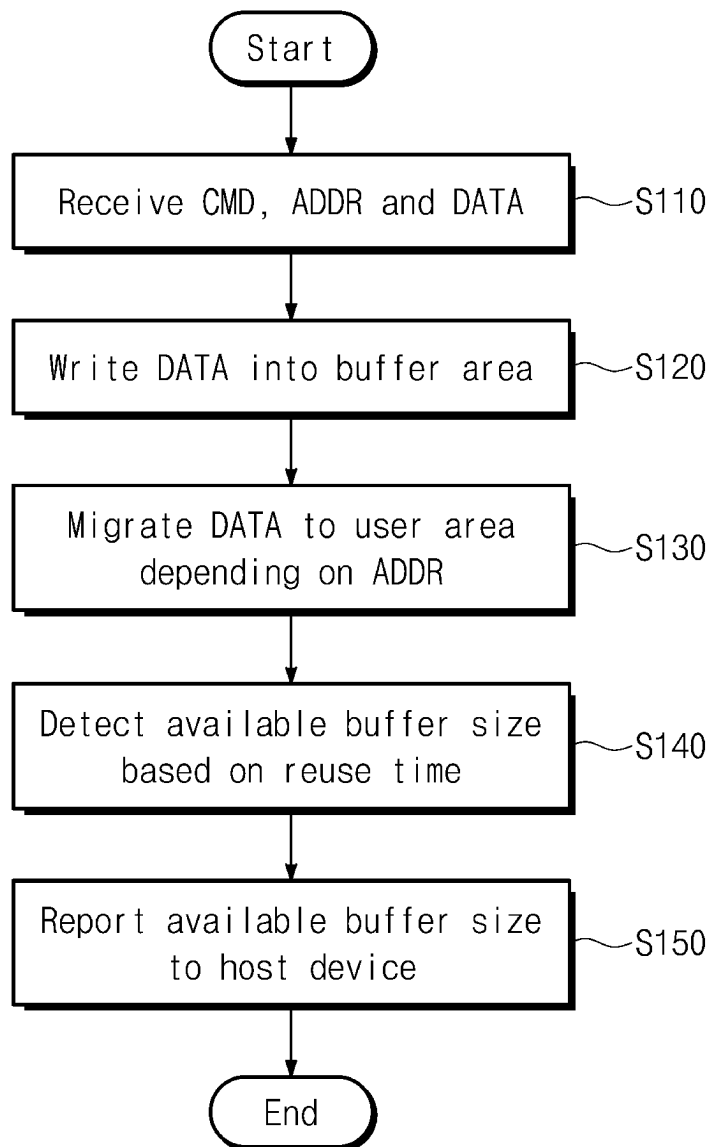 Start
Receive CMD, ADDR and DATA
S110
Write DATA into buffer area
S120
Migrate DATA to user area
depending on ADDR
S130
Detect available buffer size
based on reuse time
S140
Report available buffer size
to host device
S150
End